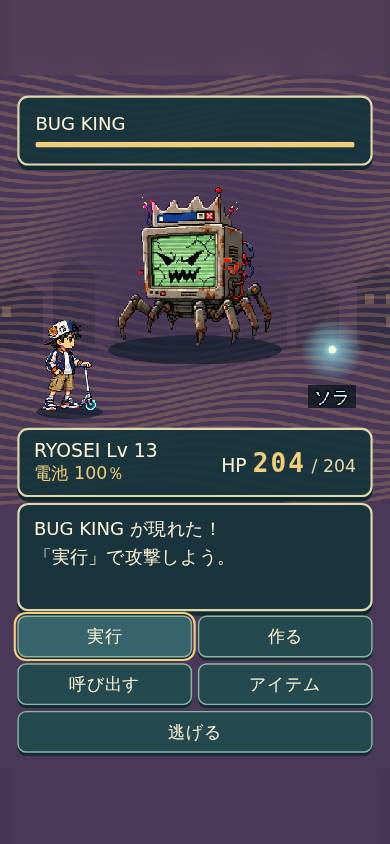 BUG KING
ソラ
RYOSEI Lv 13
電池 100%
HP 204 / 204
BUG KING が現れた！
「実行」で攻撃しよう。
実行
作る
呼び出す
アイテム
逃げる